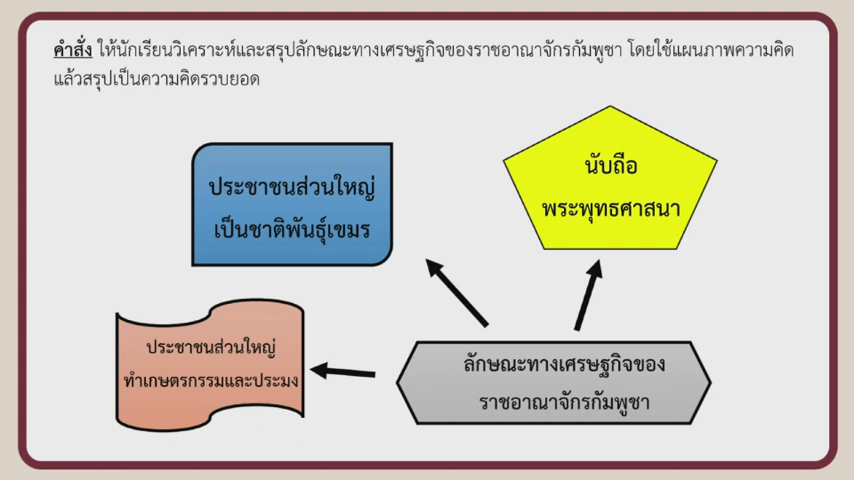 คำสั่ง ให้นักเรียนวิเคราะห์และสรุปลักษณะทางเศรษฐกิจของราชอาณาจักรกัมพูชา โดยใช้แผนภาพความคิด
แล้วสรุปเป็นความคิดรวบยอด
ประชาชนส่วนใหญ่
เป็นชาติพันธุ์เขมร
นับถือ
พระพุทธศาสนา
ประชาชนส่วนใหญ่
ทำเกษตรกรรมและประมง
ลักษณะทางเศรษฐกิจของ
ราชอาณาจักรกัมพูชา